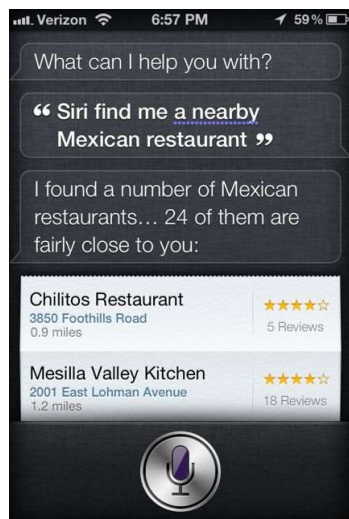 Verizon 6:57 PM 59%
What can I help you with?
“ Siri find me a nearby
Mexican restaurant ”
I found a number of Mexican
restaurants... 24 of them are
fairly close to you:
Chilitos Restaurant
3850 Foothills Road
0.9 miles
5 Reviews
Mesilla Valley Kitchen
2001 East Lohman Avenue
1.2 miles
18 Reviews